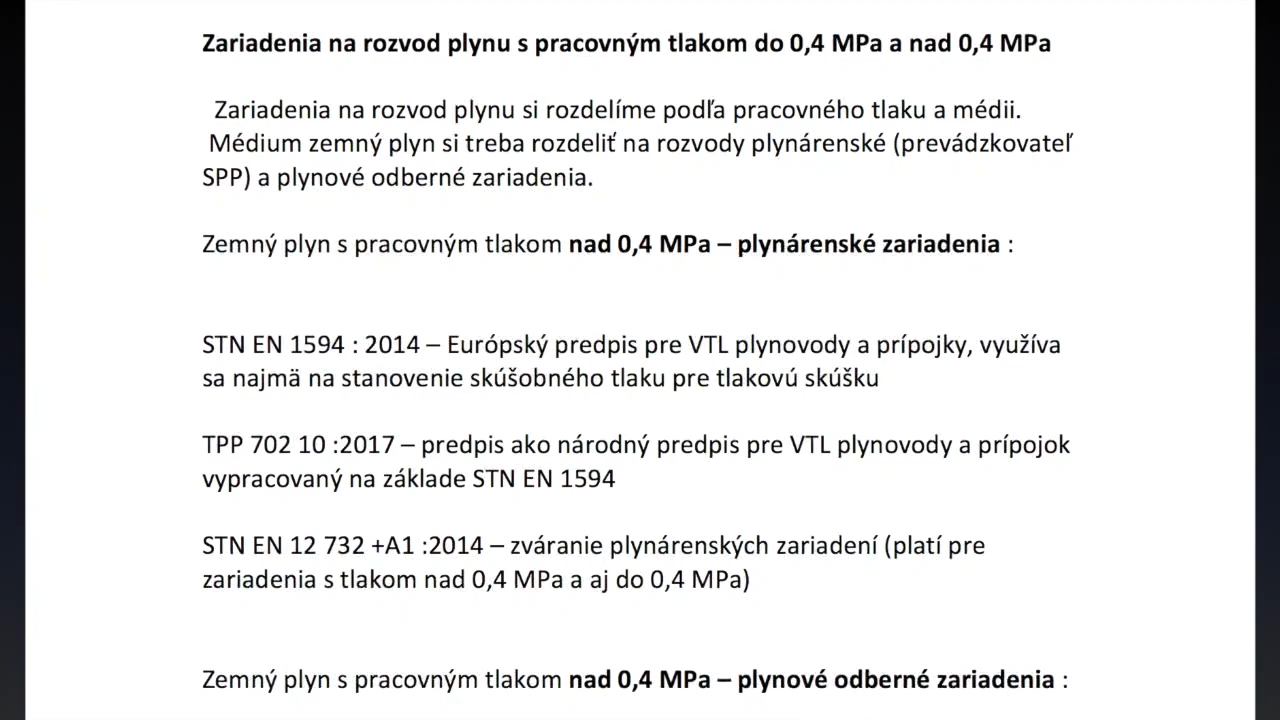 Zariadenia na rozvod plynu s pracovným tlakom do 0,4 MPa a nad 0,4 MPa
Zariadenia na rozvod plynu si rozdelíme podľa pracovného tlaku a médii.
Médium zemný plyn si treba rozdeliť na rozvody plynárenské (prevádzkovateľ
SPP) a plynové odberné zariadenia.
Zemný plyn s pracovným tlakom nad 0,4 MPa – plynárenské zariadenia :
STN EN 1594 : 2014 – Európský predpis pre VTL plynovody a prípojky, využíva
sa najmä na stanovenie skúšobného tlaku pre tlakovú skúšku
TPP 702 10 :2017 – predpis ako národný predpis pre VTL plynovody a prípojok
vypracovaný na základe STN EN 1594
STN EN 12 732 +A1 :2014 – zváranie plynárenských zariadení (platí pre
zariadenia s tlakom nad 0,4 MPa a aj do 0,4 MPa)
Zemný plyn s pracovným tlakom nad 0,4 MPa – plynové odberné zariadenia :